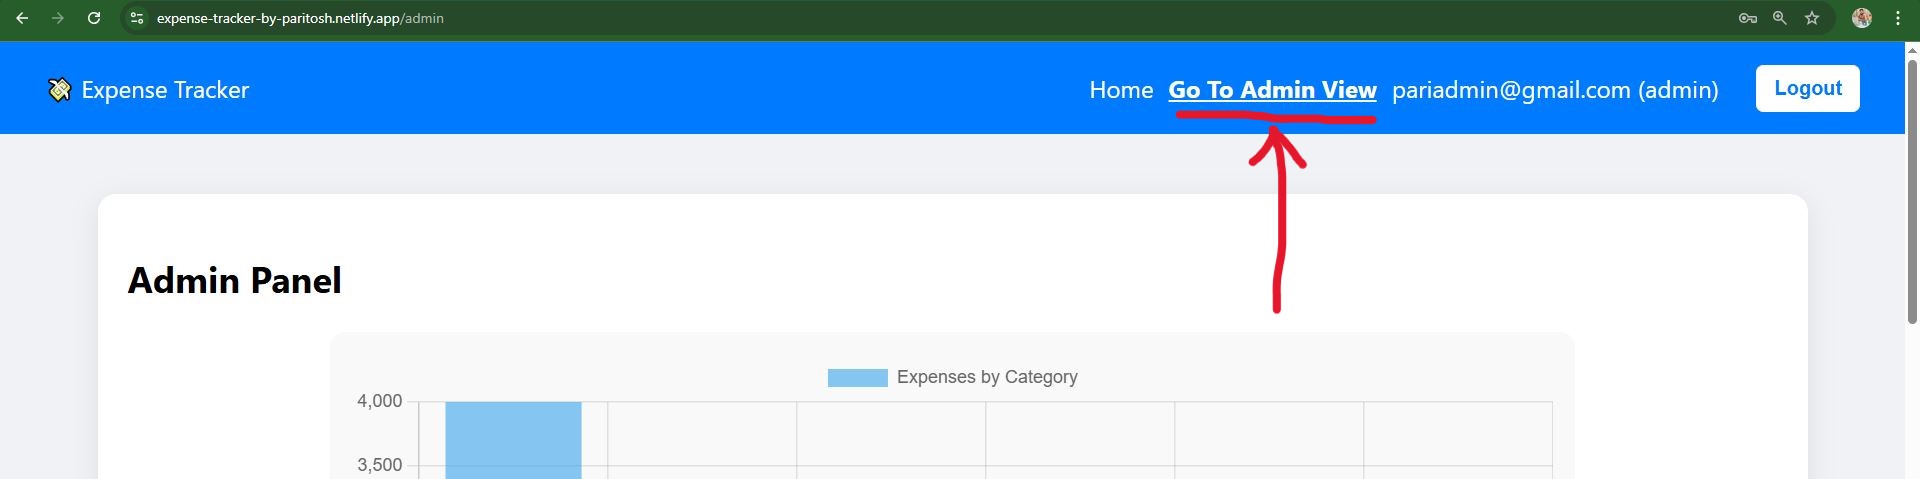 expense-tracker-by-paritosh.netlify.app/admin
Expense Tracker
Home Go To Admin View pariadmin@gmail.com (admin) Logout
Admin Panel
Expenses by Category
4,000
3,500